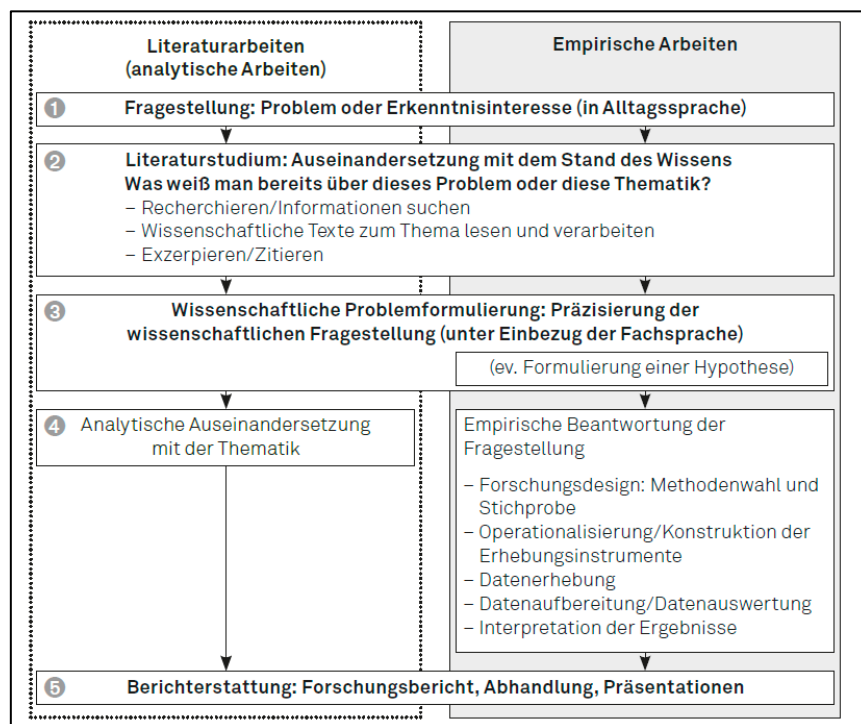 Literaturarbeiten
(analytische Arbeiten)
Empirische Arbeiten
1 Fragestellung: Problem oder Erkenntnisinteresse (in Alltagssprache)
2 Literaturstudium: Auseinandersetzung mit dem Stand des Wissens
Was weiß man bereits über dieses Problem oder diese Thematik?
– Recherchieren/Informationen suchen
– Wissenschaftliche Texte zum Thema lesen und verarbeiten
– Exzerpieren/Zitieren
3 Wissenschaftliche Problemformulierung: Präzisierung der
wissenschaftlichen Fragestellung (unter Einbezug der Fachsprache)
(ev. Formulierung einer Hypothese)
4 Analytische Auseinandersetzung
mit der Thematik
Empirische Beantwortung der
Fragestellung
– Forschungsdesign: Methodenwahl und
Stichprobe
– Operationalisierung/Konstruktion der
Erhebungsinstrumente
– Datenerhebung
– Datenaufbereitung/Datenauswertung
– Interpretation der Ergebnisse
5 Berichterstattung: Forschungsbericht, Abhandlung, Präsentationen